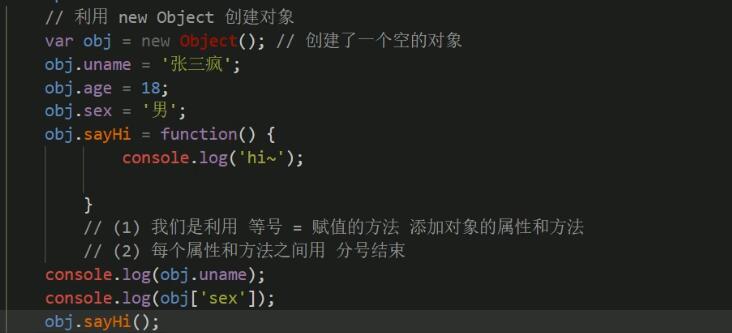 // 利用 new Object 创建对象
var obj = new Object(); // 创建了一个空的对象
obj.uname = '张三疯';
obj.age = 18;
obj.sex = '男';
obj.sayHi = function() {
console.log('hi~');
}
// (1) 我们是利用 等号 = 赋值的方法 添加对象的属性和方法
// (2) 每个属性和方法之间用 分号结束
console.log(obj.uname);
console.log(obj['sex']);
obj.sayHi();